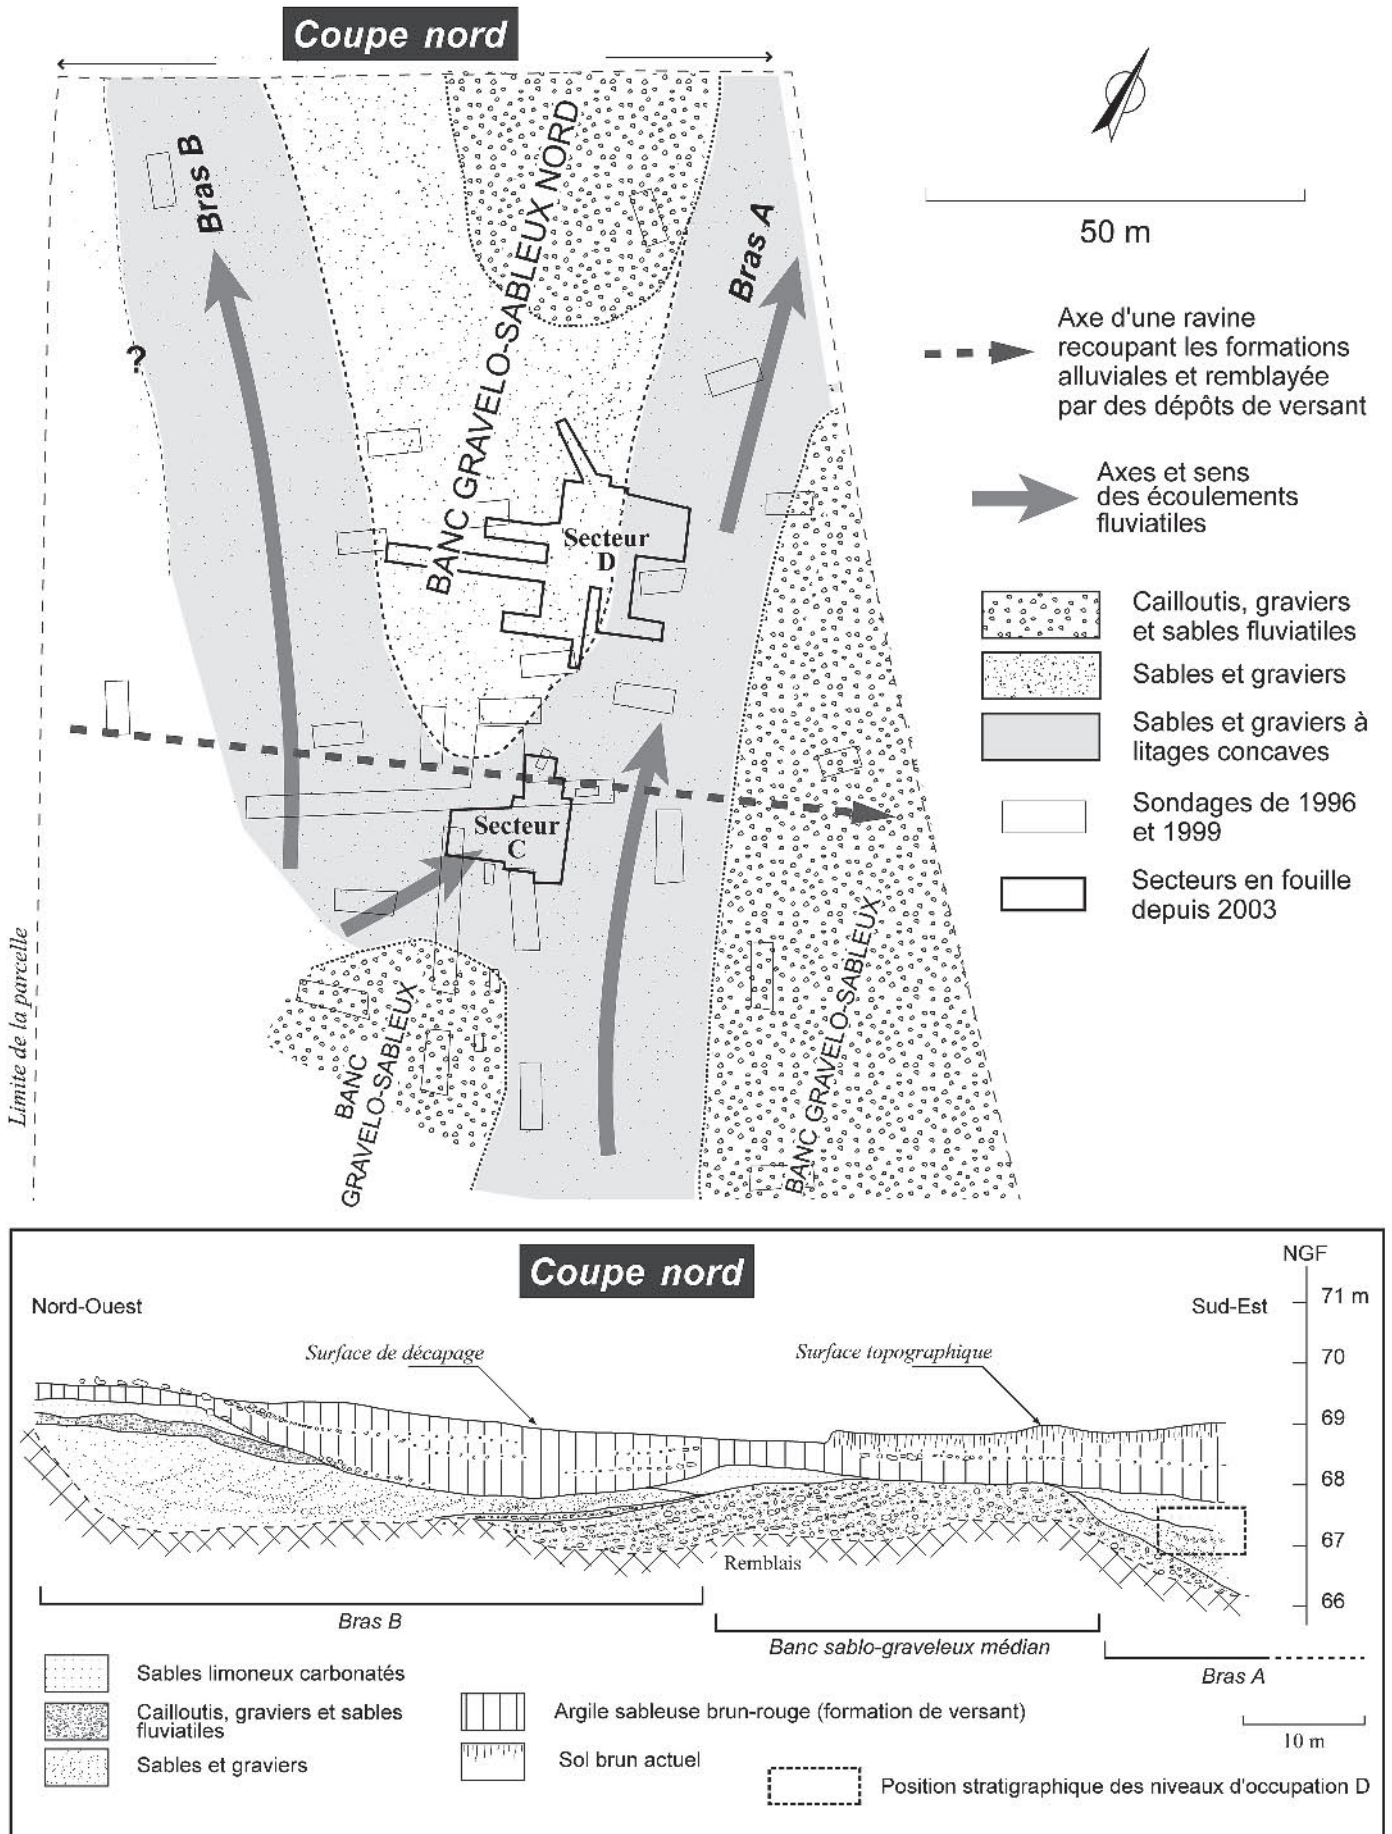 Coupe nord
Bras B
BANC GRAVELO-SABLEUX NORD
Bras A
?
Secteur
D
Secteur
C
BANC
GRAVELO-SABLEUX
BANC GRAVELO-SABLEUX
Limite de la parcelle
50 m
Axe d'une ravine
recoupant les formations
alluviales et remblayée
par des dépôts de versant
Axes et sens
des écoulements
fluviatiles
Cailloutis, graviers
et sables fluviatiles
Sables et graviers
Sables et graviers à
litages concaves
Sondages de 1996
et 1999
Secteurs en fouille
depuis 2003
Coupe nord
NGF
Nord-Ouest
Sud-Est
71 m
Surface de décapage
Surface topographique
70
69
68
67
66
Remblais
Bras B
Banc sablo-graveleux médian
Bras A
Sables limoneux carbonatés
Cailloutis, graviers et sables
fluviatiles
Sables et graviers
Argile sableuse brun-rouge (formation de versant)
Sol brun actuel
10 m
Position stratigraphique des niveaux d'occupation D